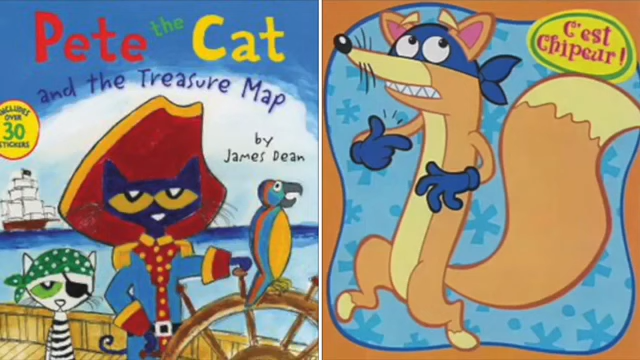 Pete the Cat
and the Treasure Map
INCLUDES
OVER
30
STICKERS
by
James Dean
C'est
Chipeur!